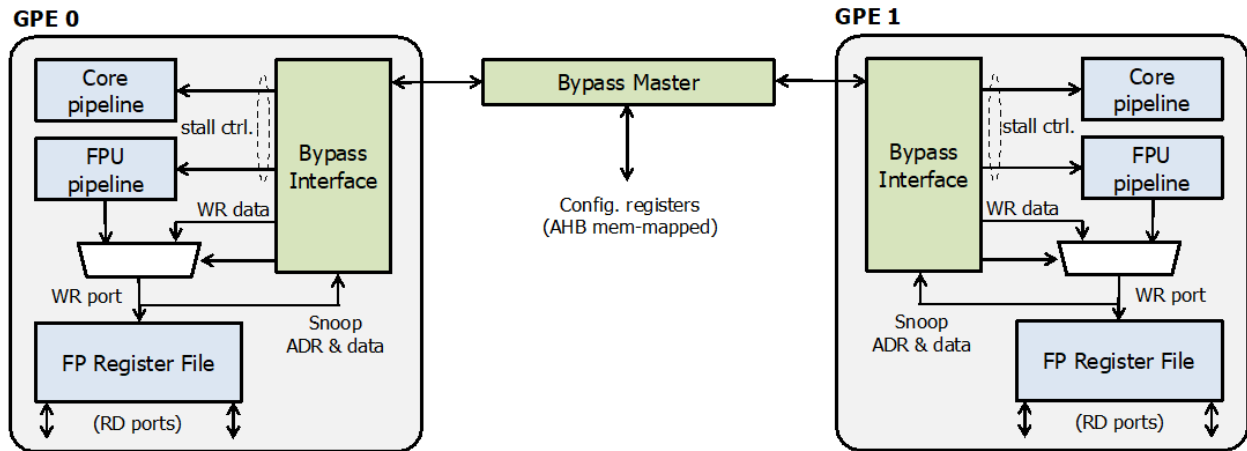 GPE 0
Core
pipeline
stall ctrl.
FPU
pipeline
Bypass
Interface
WR data
WR port
Snoop
ADR & data
FP Register File
(RD ports)
Bypass Master
Config. registers
(AHB mem-mapped)
GPE 1
Bypass
Interface
Core
pipeline
stall ctrl.
FPU
pipeline
WR data
WR port
Snoop
ADR & data
FP Register File
(RD ports)